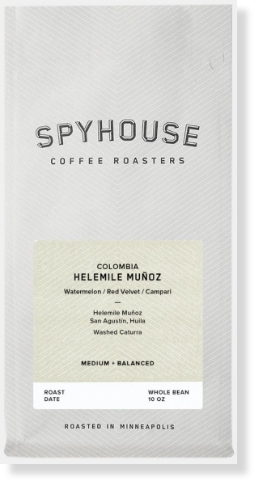 SPYHOUSE
COFFEE ROASTERS
COLOMBIA
HELEMILE MUÑOZ
Watermelon / Red Velvet / Campari
—
Helemile Muñoz
San Agustín, Huila
Washed Caturra
MEDIUM + BALANCED
ROAST DATE
WHOLE BEAN 10 OZ
ROASTED IN MINNEAPOLIS